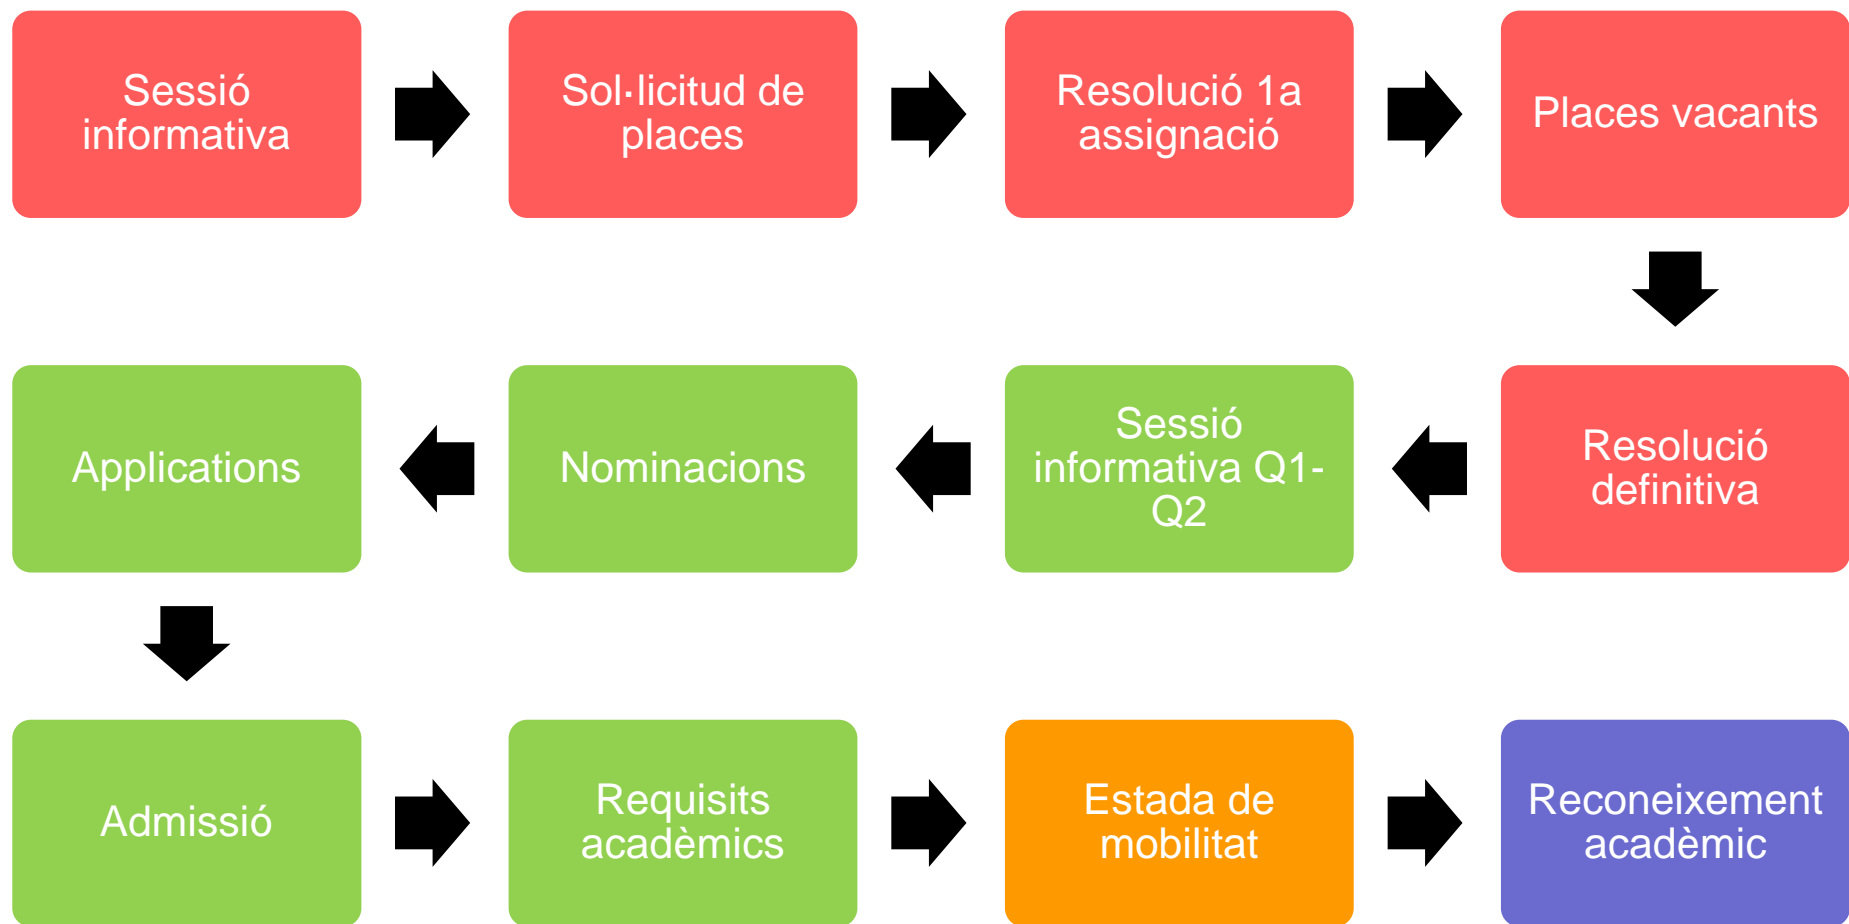 Sessió
informativa
Sol·licitud de
places
Resolució 1a
assignació
Places vacants
Applications
Nominacions
Sessió
informativa Q1-
Q2
Resolució
definitiva
Admissió
Requisits
acadèmics
Estada de
mobilitat
Reconeixement
acadèmic